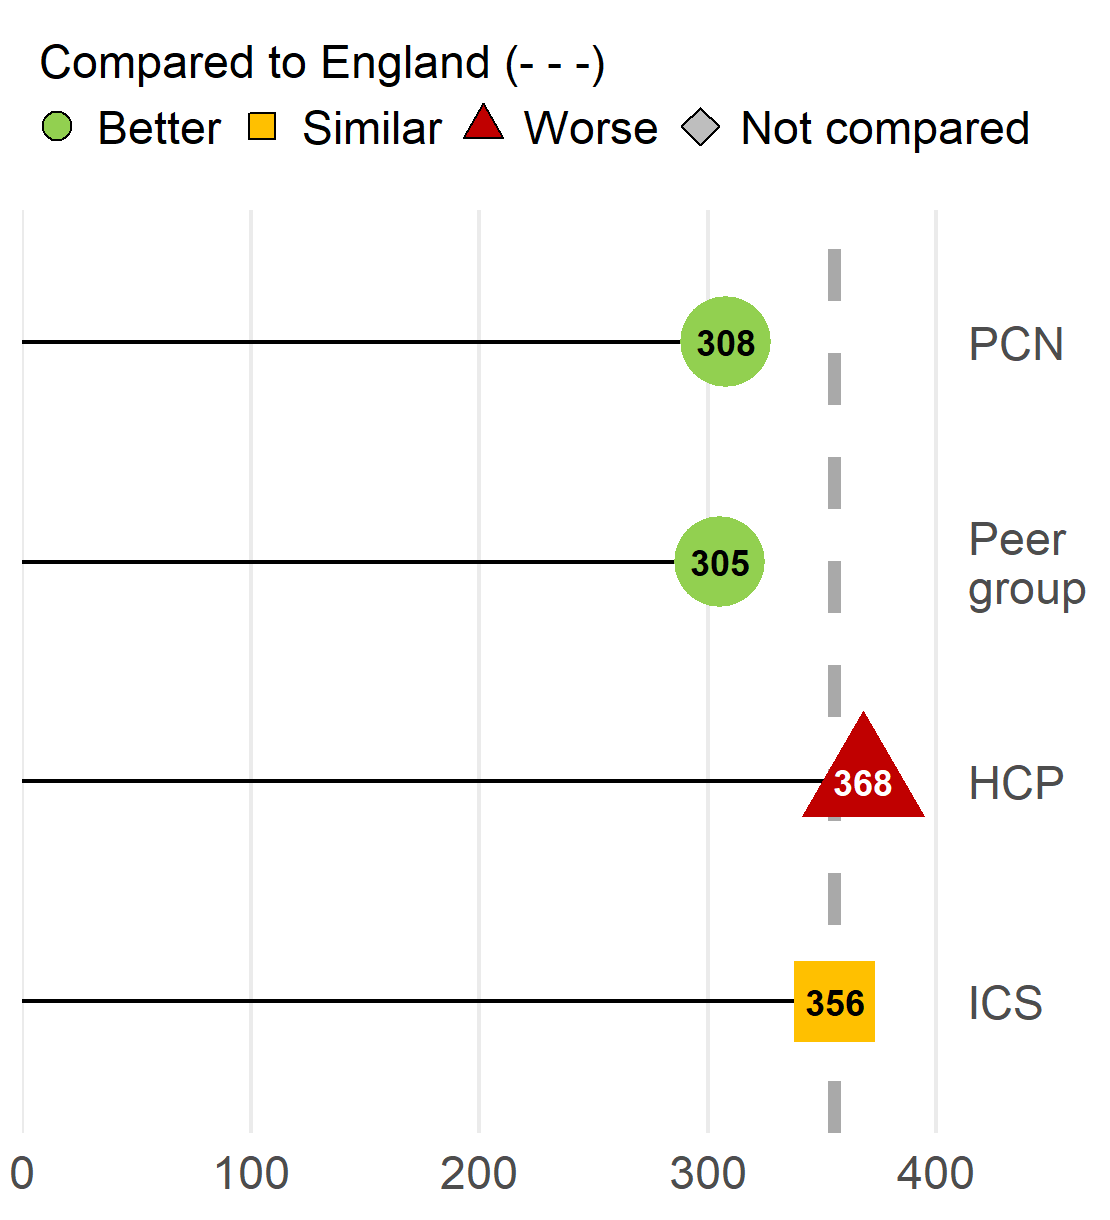 Compared to England (- - -)
Better Similar Worse Not compared
308 PCN
305 Peer
group
368 HCP
356 ICS
0 100 200 300 400